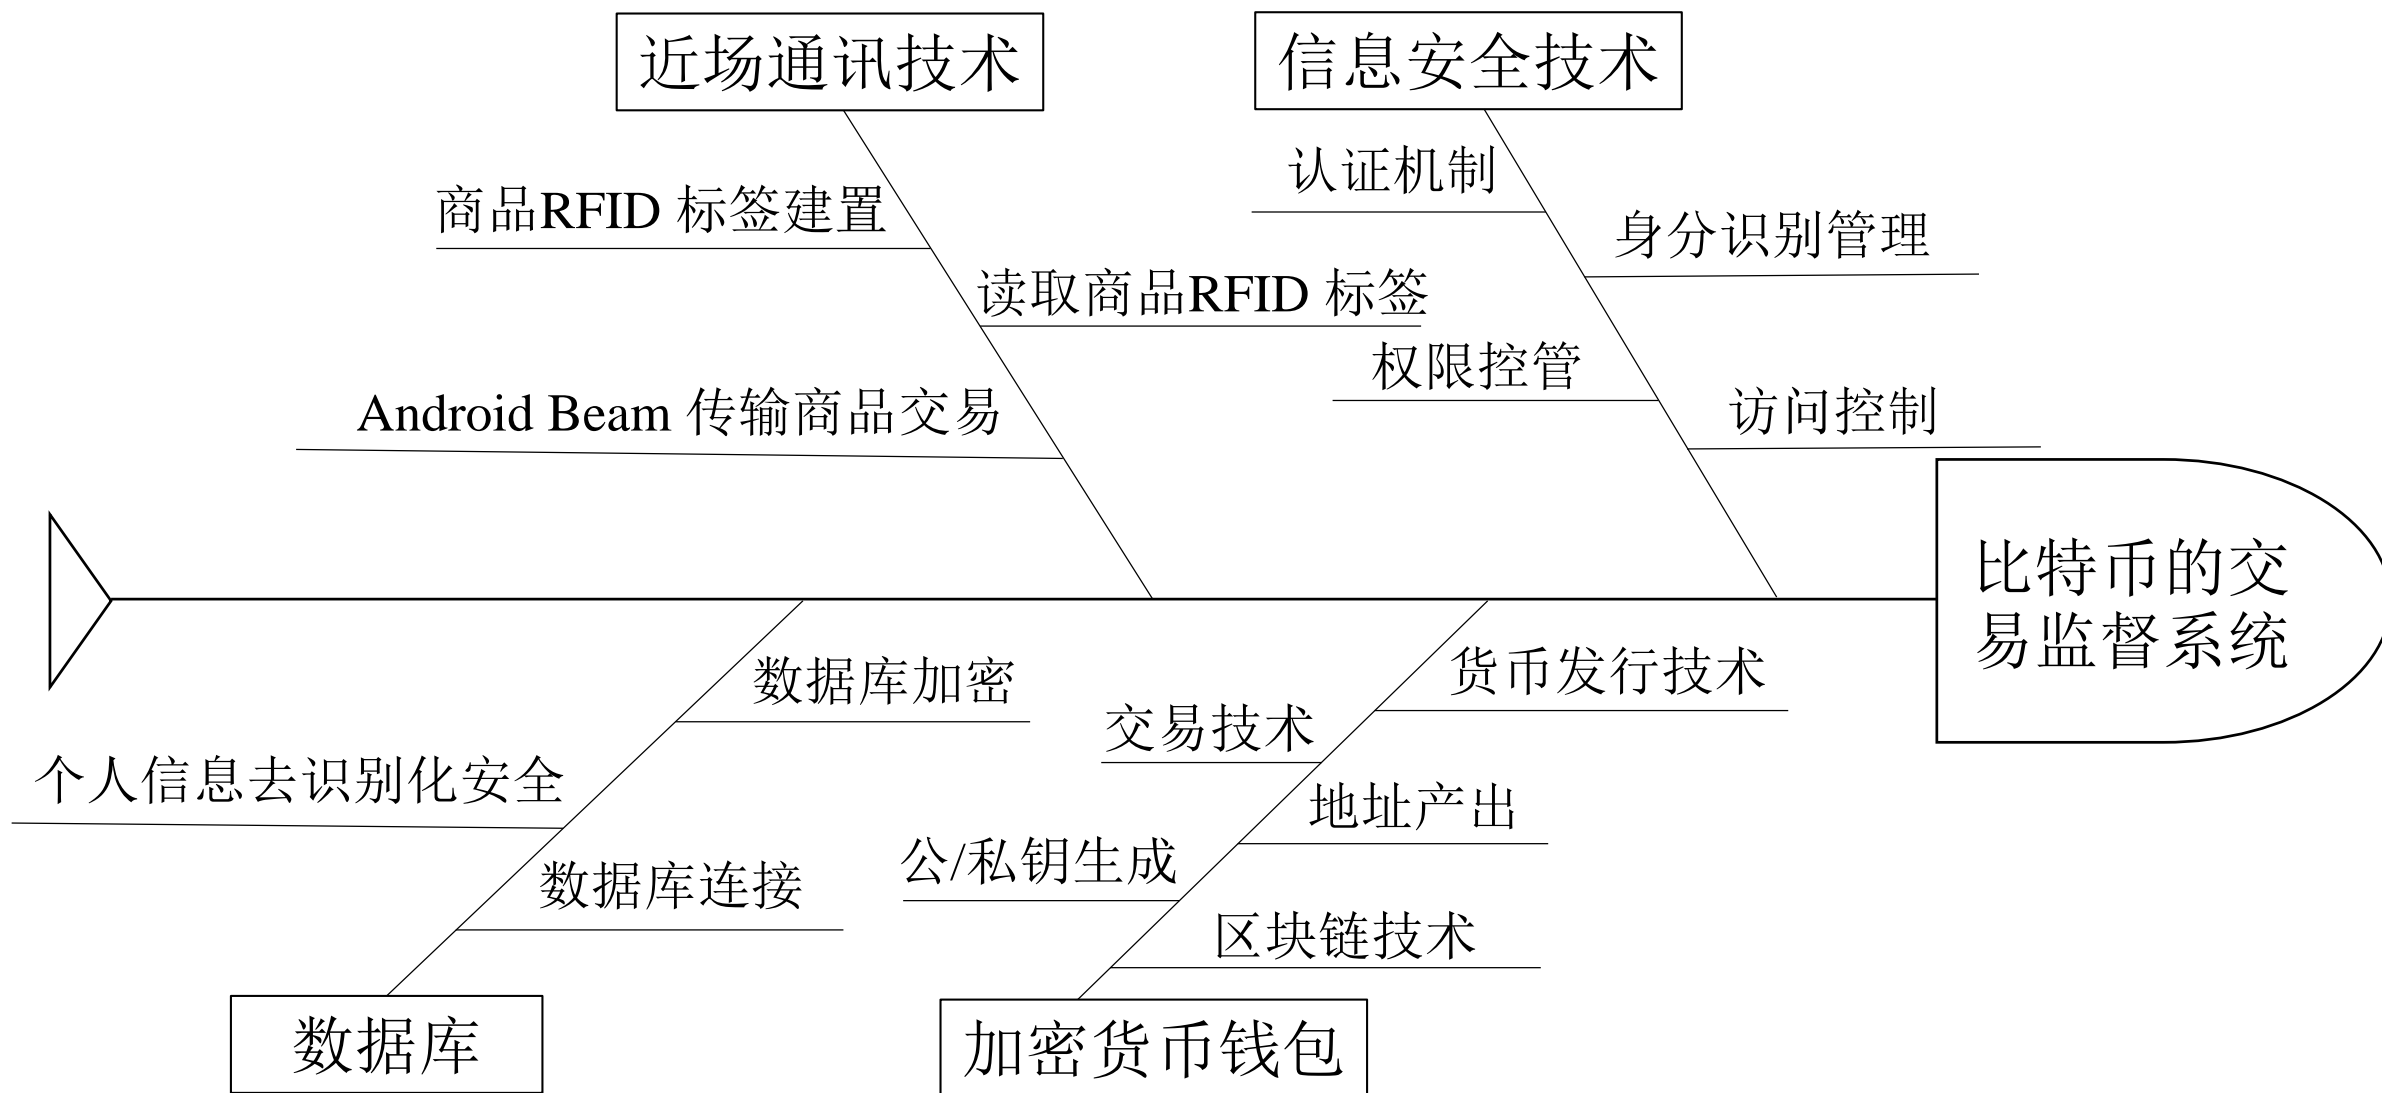 近场通讯技术
信息安全技术
认证机制
商品RFID 标签建置
身分识别管理
读取商品RFID 标签
权限控管
Android Beam 传输商品交易
访问控制
比特币的交
易监督系统
数据库加密
货币发行技术
交易技术
个人信息去识别化安全
地址产出
公/私钥生成
数据库连接
区块链技术
数据库
加密货币钱包